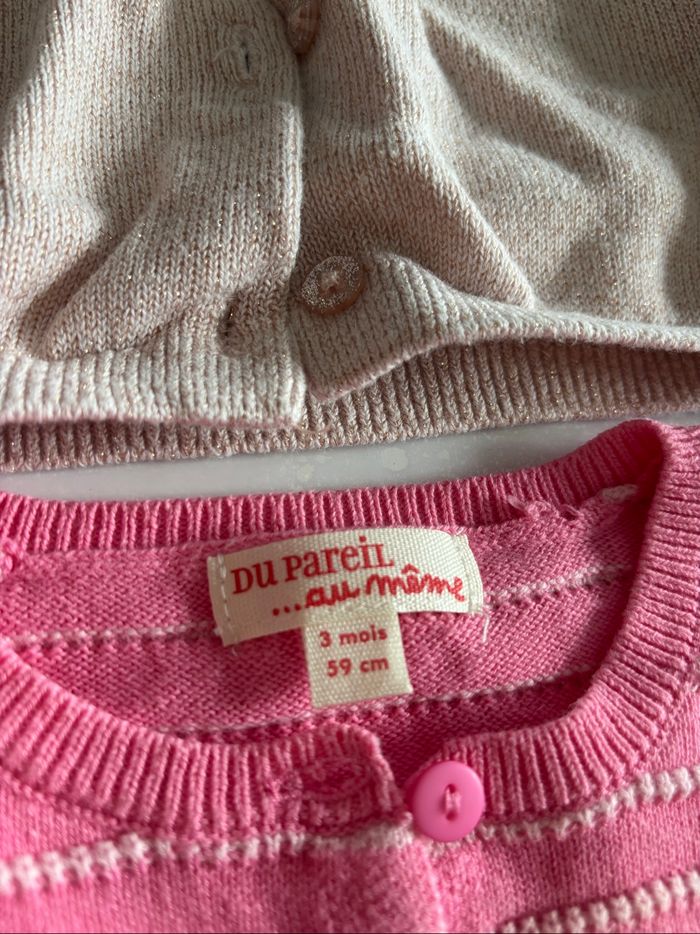 DU PAREIL
...au même
3 mois
59 cm